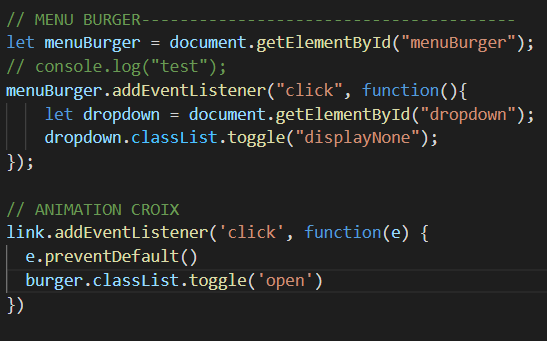 // MENU BURGER---------------------------------------
let menuBurger = document.getElementById("menuBurger");
// console.log("test");
menuBurger.addEventListener("click", function(){
    let dropdown = document.getElementById("dropdown");
    dropdown.classList.toggle("displayNone");
});

// ANIMATION CROIX
link.addEventListener('click', function(e) {
  e.preventDefault()
  burger.classList.toggle('open')
})